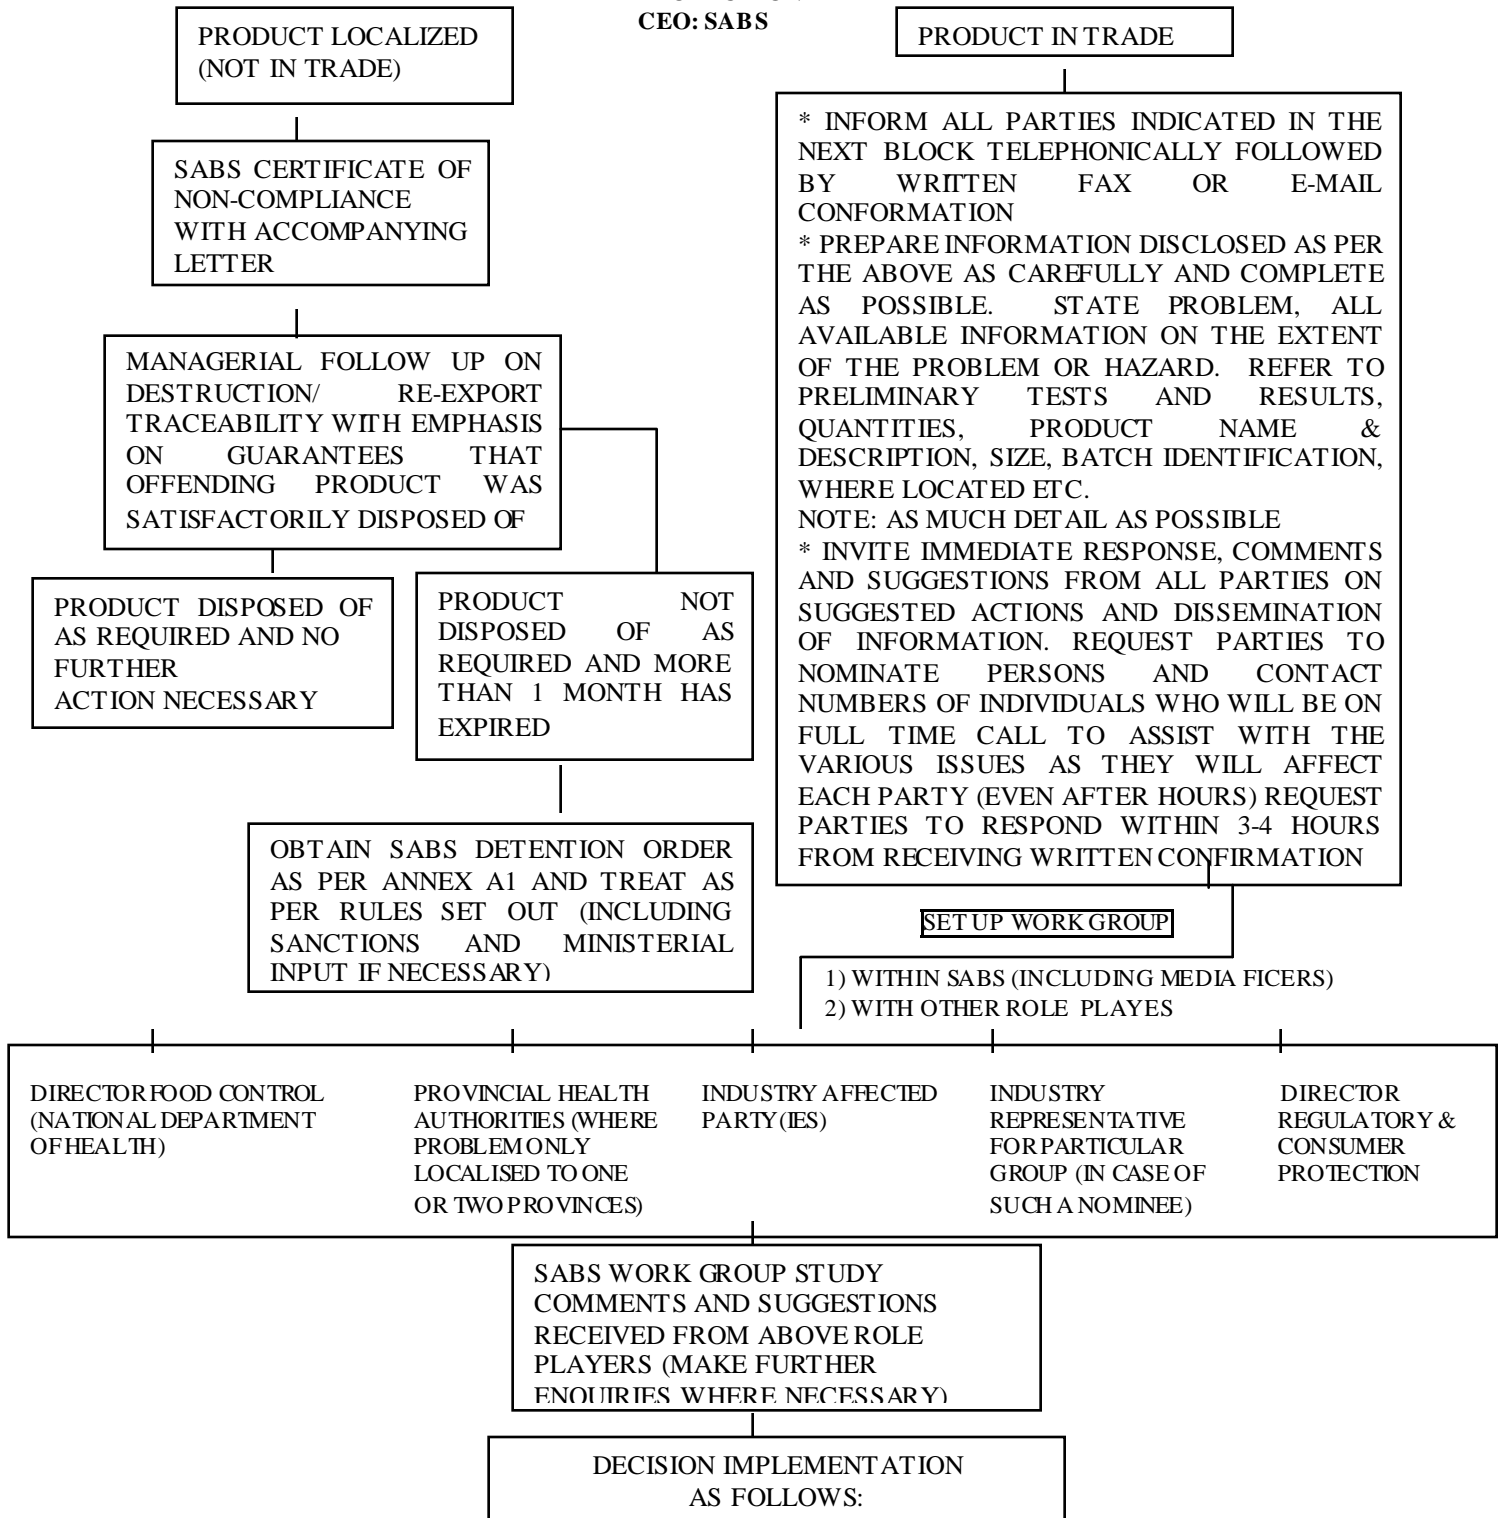 CEO: SABS
PRODUCT LOCALIZED
(NOT IN TRADE)
SABS CERTIFICATE OF
NON-COMPLIANCE
WITH ACCOMPANYING
LETTER
MANAGERIAL FOLLOW UP ON
DESTRUCTION/ RE-EXPORT
TRACEABILITY WITH EMPHASIS
ON GUARANTEES THAT
OFFENDING PRODUCT WAS
SATISFACTORILY DISPOSED OF
PRODUCT DISPOSED OF
AS REQUIRED AND NO
FURTHER
ACTION NECESSARY
PRODUCT NOT
DISPOSED OF AS
REQUIRED AND MORE
THAN 1 MONTH HAS
EXPIRED
OBTAIN SABS DETENTION ORDER
AS PER ANNEX A1 AND TREAT AS
PER RULES SET OUT (INCLUDING
SANCTIONS AND MINISTERIAL
INPUT IF NECESSARY)
PRODUCT IN TRADE
* INFORM ALL PARTIES INDICATED IN THE
NEXT BLOCK TELEPHONICALLY FOLLOWED
BY WRITTEN FAX OR E-MAIL
CONFORMATION
* PREPARE INFORMATION DISCLOSED AS PER
THE ABOVE AS CAREFULLY AND COMPLETE
AS POSSIBLE. STATE PROBLEM, ALL
AVAILABLE INFORMATION ON THE EXTENT
OF THE PROBLEM OR HAZARD. REFER TO
PRELIMINARY TESTS AND RESULTS,
QUANTITIES, PRODUCT NAME &
DESCRIPTION, SIZE, BATCH IDENTIFICATION,
WHERE LOCATED ETC.
NOTE: AS MUCH DETAIL AS POSSIBLE
* INVITE IMMEDIATE RESPONSE, COMMENTS
AND SUGGESTIONS FROM ALL PARTIES ON
SUGGESTED ACTIONS AND DISSEMINATION
OF INFORMATION. REQUEST PARTIES TO
NOMINATE PERSONS AND CONTACT
NUMBERS OF INDIVIDUALS WHO WILL BE ON
FULL TIME CALL TO ASSIST WITH THE
VARIOUS ISSUES AS THEY WILL AFFECT
EACH PARTY (EVEN AFTER HOURS) REQUEST
PARTIES TO RESPOND WITHIN 3-4 HOURS
FROM RECEIVING WRITTEN CONFIRMATION
SET UP WORK GROUP
1) WITHIN SABS (INCLUDING MEDIA FICERS)
2) WITH OTHER ROLE PLAYES
DIRECTOR FOOD CONTROL
(NATIONAL DEPARTMENT
OF HEALTH)
PROVINCIAL HEALTH
AUTHORITIES (WHERE
PROBLEM ONLY
LOCALISED TO ONE
OR TWO PROVINCES)
INDUSTRY AFFECTED
PARTY(IES)
INDUSTRY
REPRESENTATIVE
FOR PARTICULAR
GROUP (IN CASE OF
SUCH A NOMINEE)
DIRECTOR
REGULATORY &
CONSUMER
PROTECTION
SABS WORK GROUP STUDY
COMMENTS AND SUGGESTIONS
RECEIVED FROM ABOVE ROLE
PLAYERS (MAKE FURTHER
ENQUIRIES WHERE NECESSARY)
DECISION IMPLEMENTATION
AS FOLLOWS: